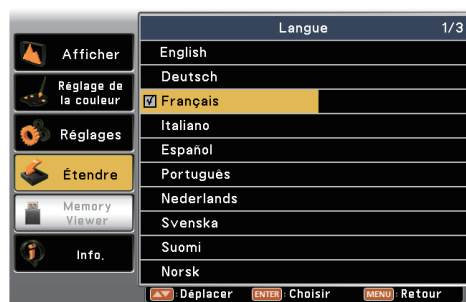 Langue 1/3
Afficher
Réglage de
la couleur
Réglages
Étendre
Memory
Viewer
Info.
English
Deutsch
Français
Italiano
Español
Português
Nederlands
Svenska
Suomi
Norsk
:Déplacer ENTER:Choisir MENU:Retour